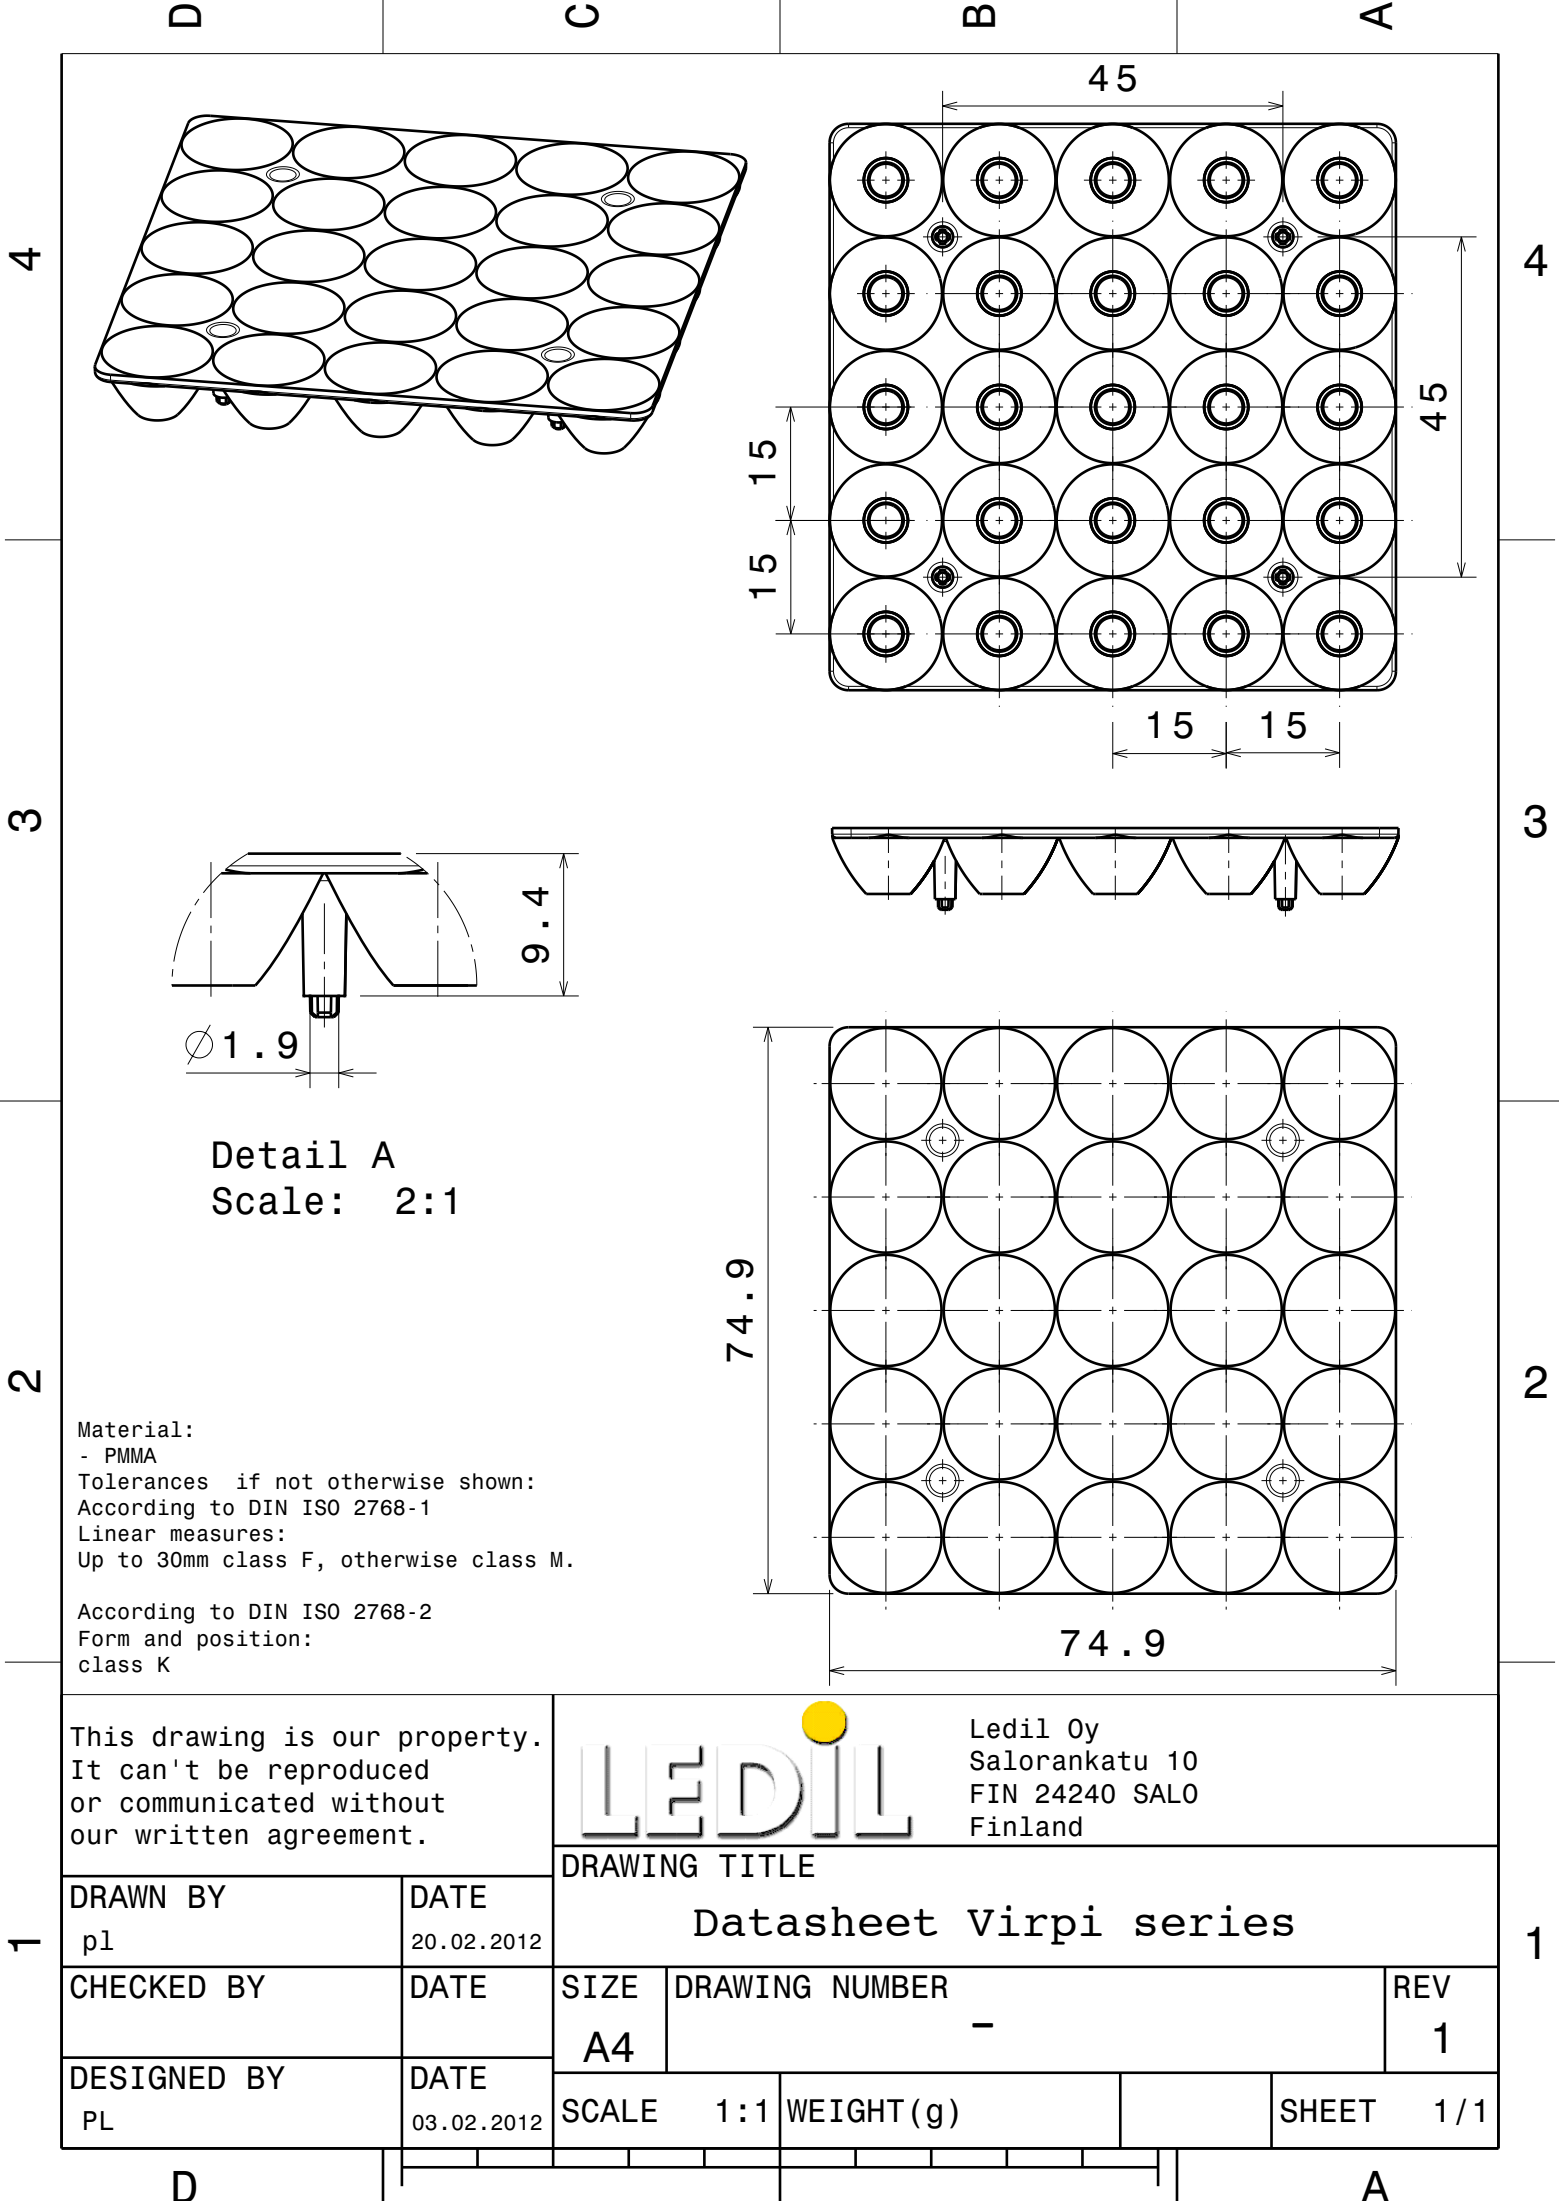 D
C
B
A
4
4
45
45
15
15
15
15
3
3
9.4
Ø1.9
Detail A
Scale: 2:1
74.9
74.9
2
2
Material:
- PMMA
Tolerances if not otherwise shown:
According to DIN ISO 2768-1
Linear measures:
Up to 30mm class F, otherwise class M.
According to DIN ISO 2768-2
Form and position:
class K
This drawing is our property.
It can't be reproduced
or communicated without
our written agreement.
LEDiL
Ledil Oy
Salorankatu 10
FIN 24240 SALO
Finland
DRAWING TITLE
Datasheet Virpi series
DRAWN BY
pl
DATE
20.02.2012
1
1
CHECKED BY
DATE
SIZE
A4
DRAWING NUMBER
-
REV
1
DESIGNED BY
PL
DATE
03.02.2012
SCALE 1:1
WEIGHT(g)
SHEET 1/1
D
A